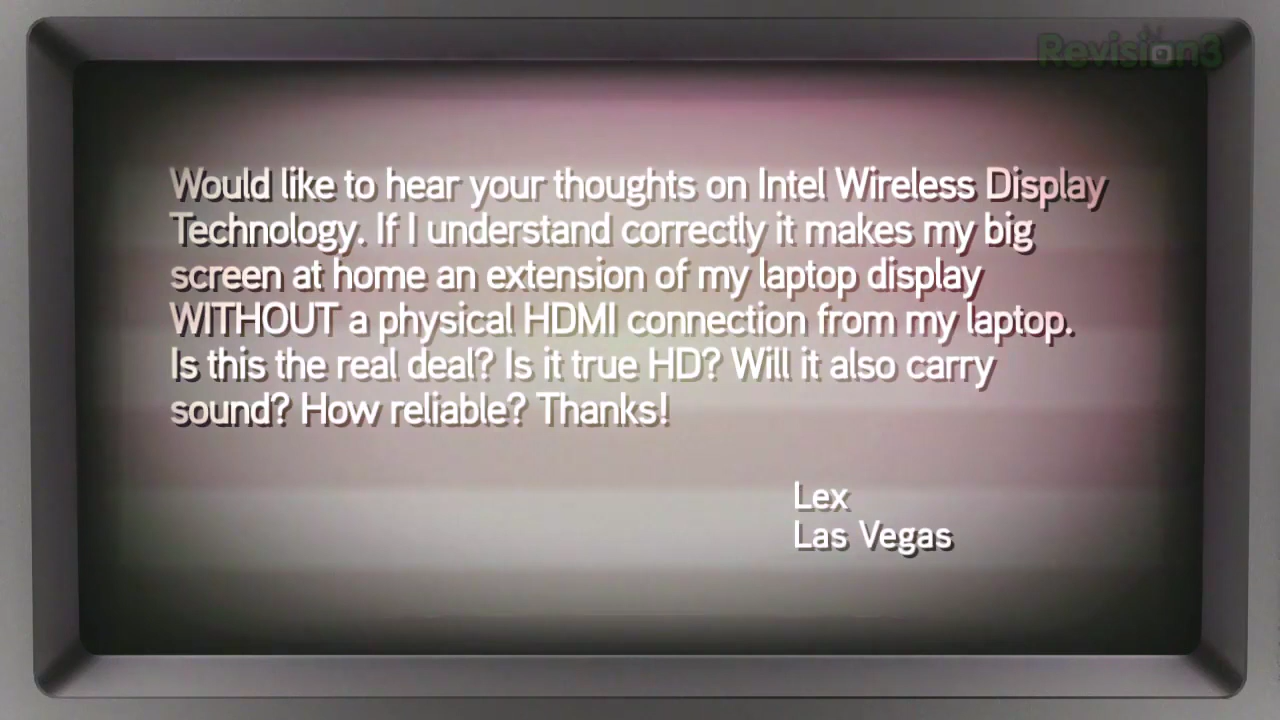 Revision3
Would like to hear your thoughts on Intel Wireless Display
Technology. If I understand correctly it makes my big
screen at home an extension of my laptop display
WITHOUT a physical HDMI connection from my laptop.
Is this the real deal? Is it true HD? Will it also carry
sound? How reliable? Thanks!
Lex
Las Vegas